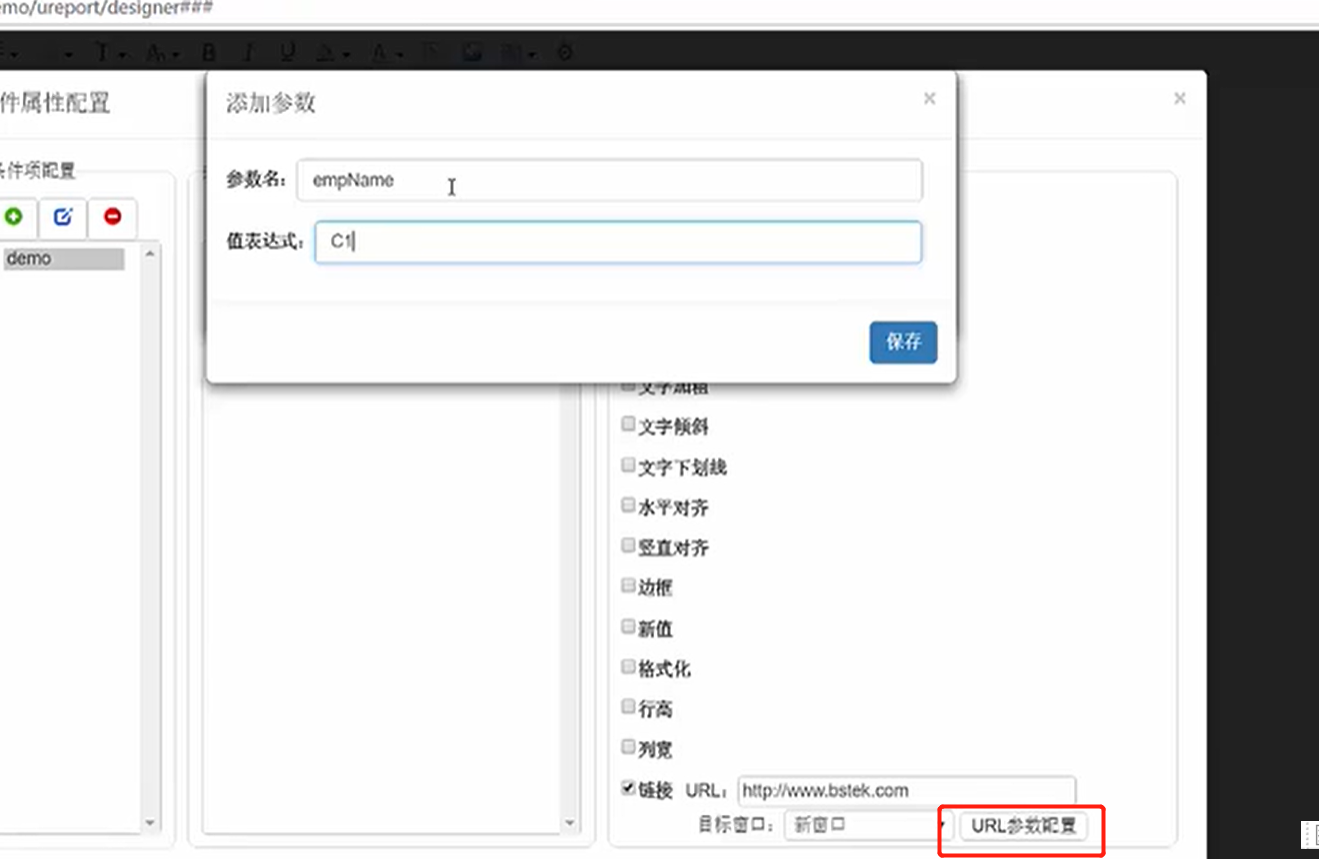 emo/ureport/designer###
件属性配置
添加参数
×
×
条件项配置
参数名：
empName
值表达式：
C1
demo
保存
文字加粗
文字倾斜
文字下划线
水平对齐
竖直对齐
边框
新值
格式化
行高
列宽
链接 URL： http://www.bstek.com
目标窗口： 新窗口 URL参数配置